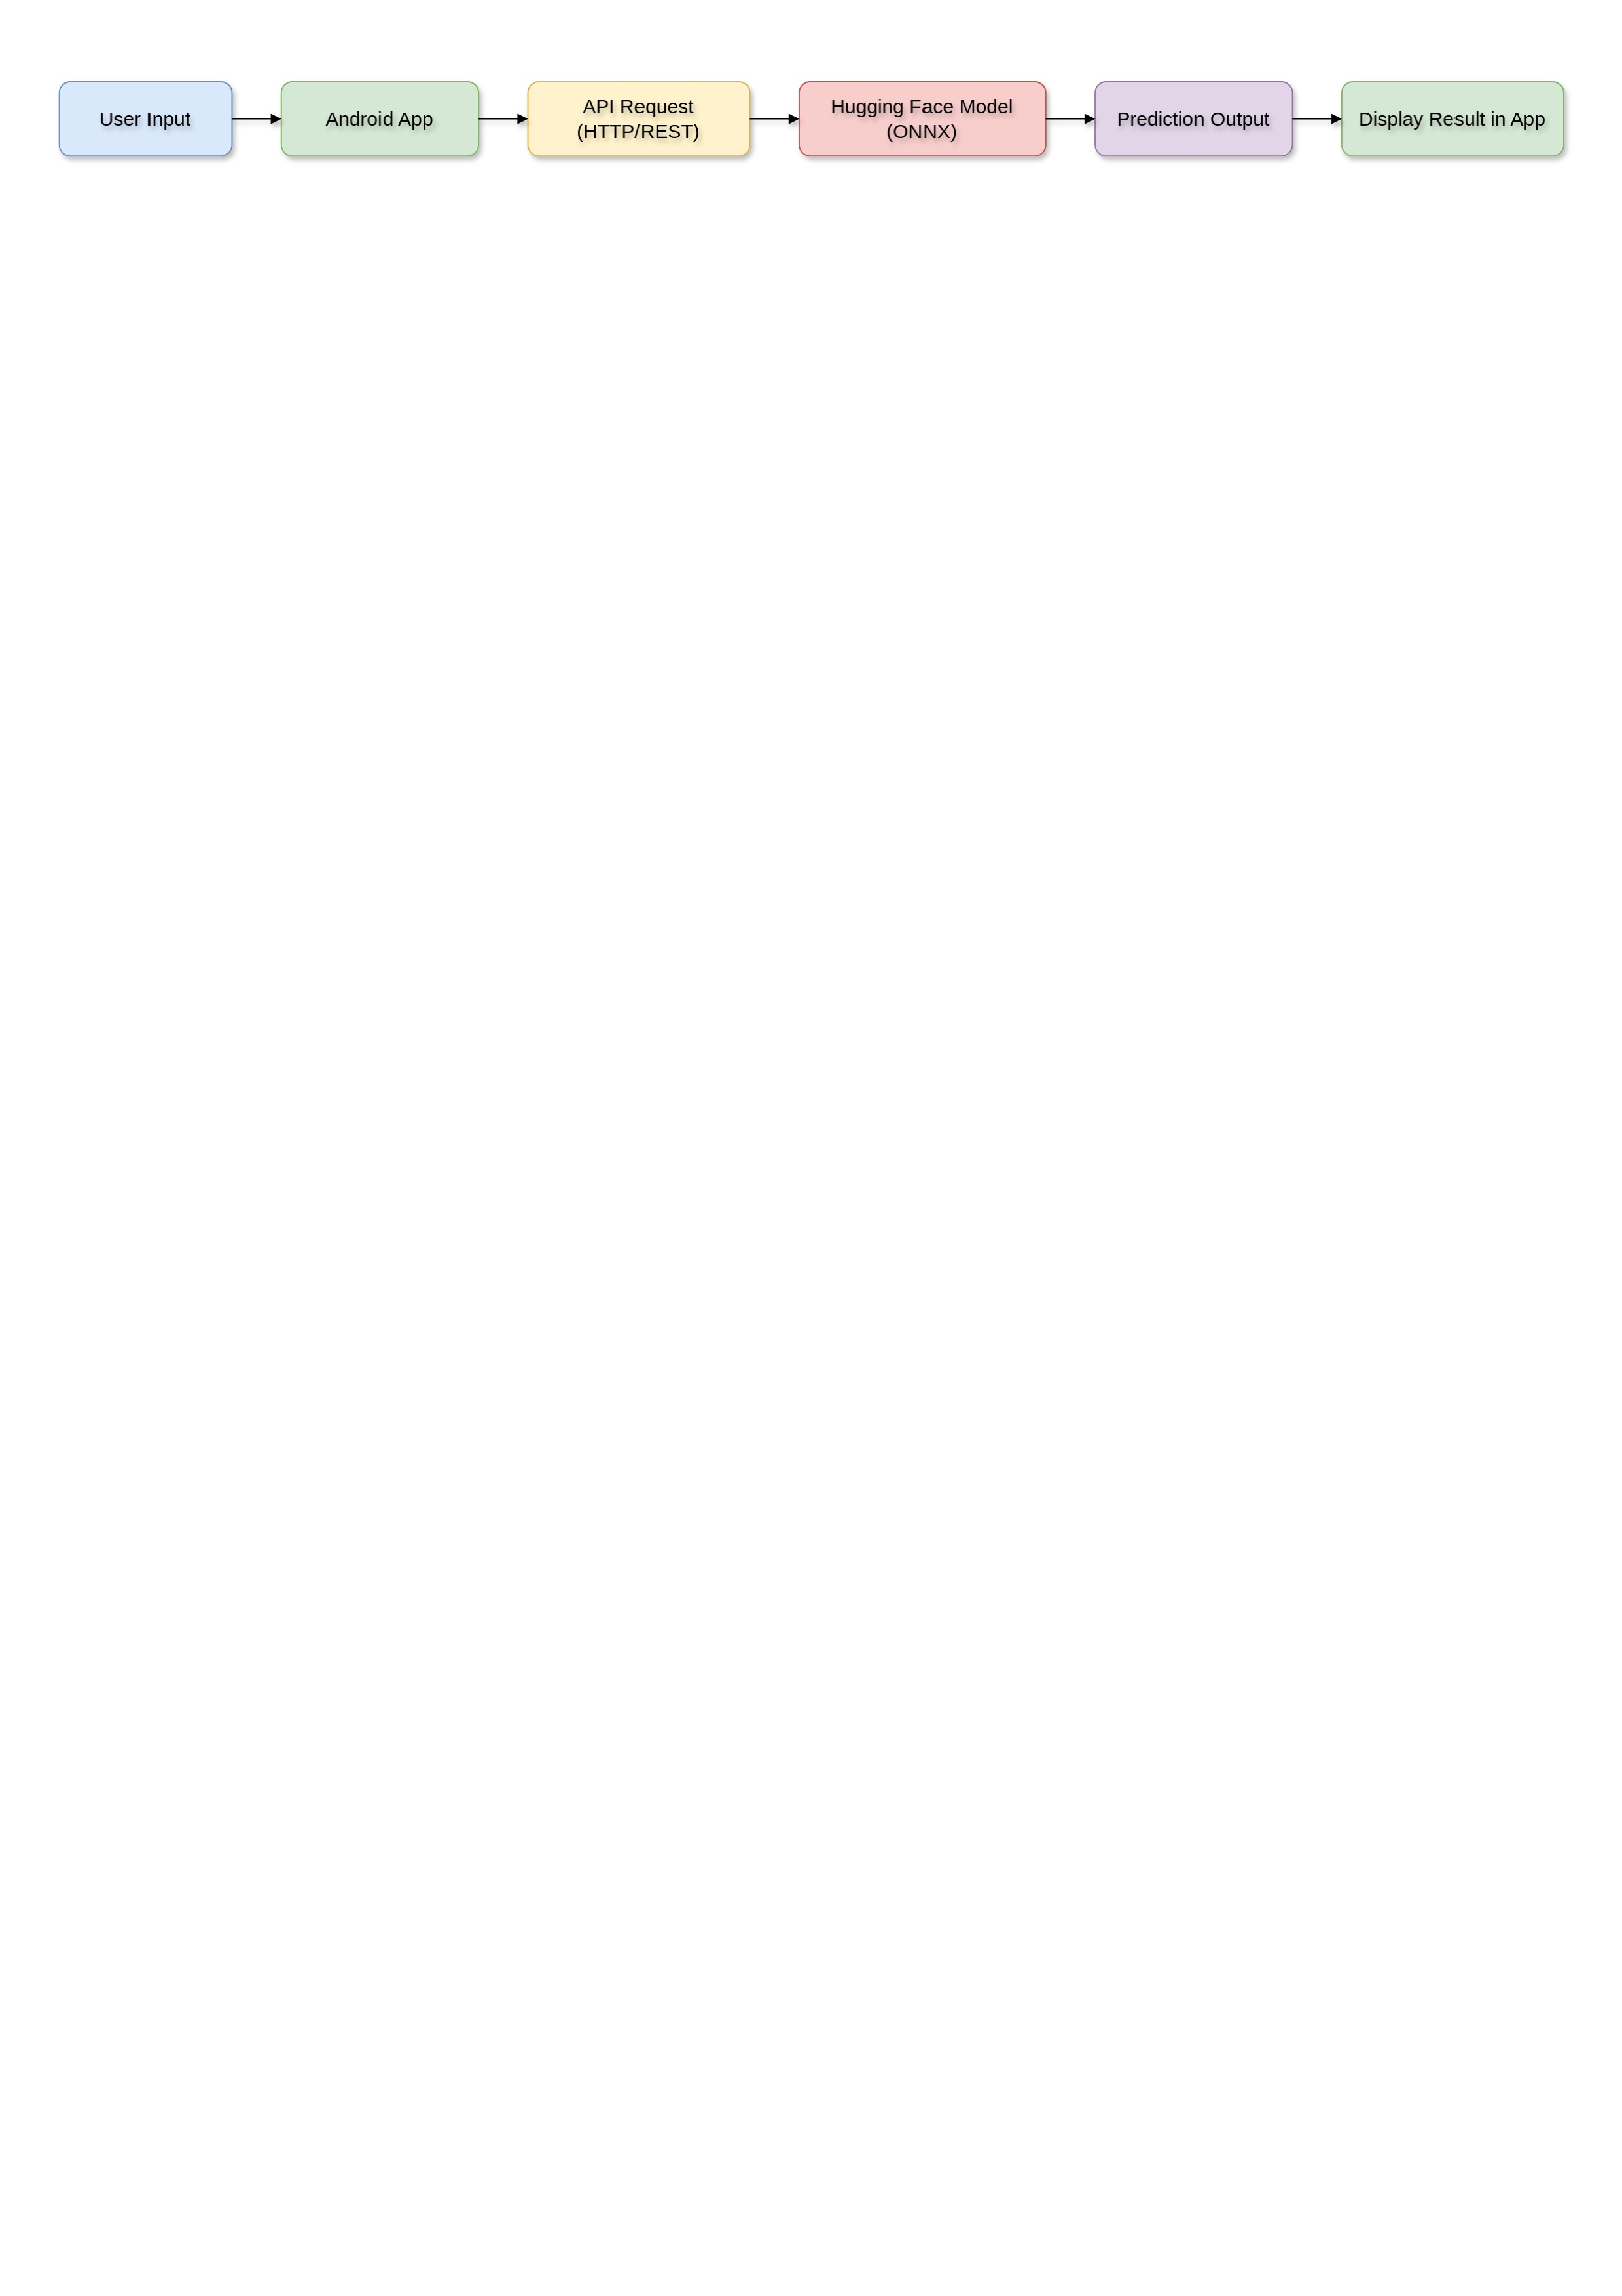 User Input
Android App
API Request
(HTTP/REST)
Hugging Face Model
(ONNX)
Prediction Output
Display Result in App